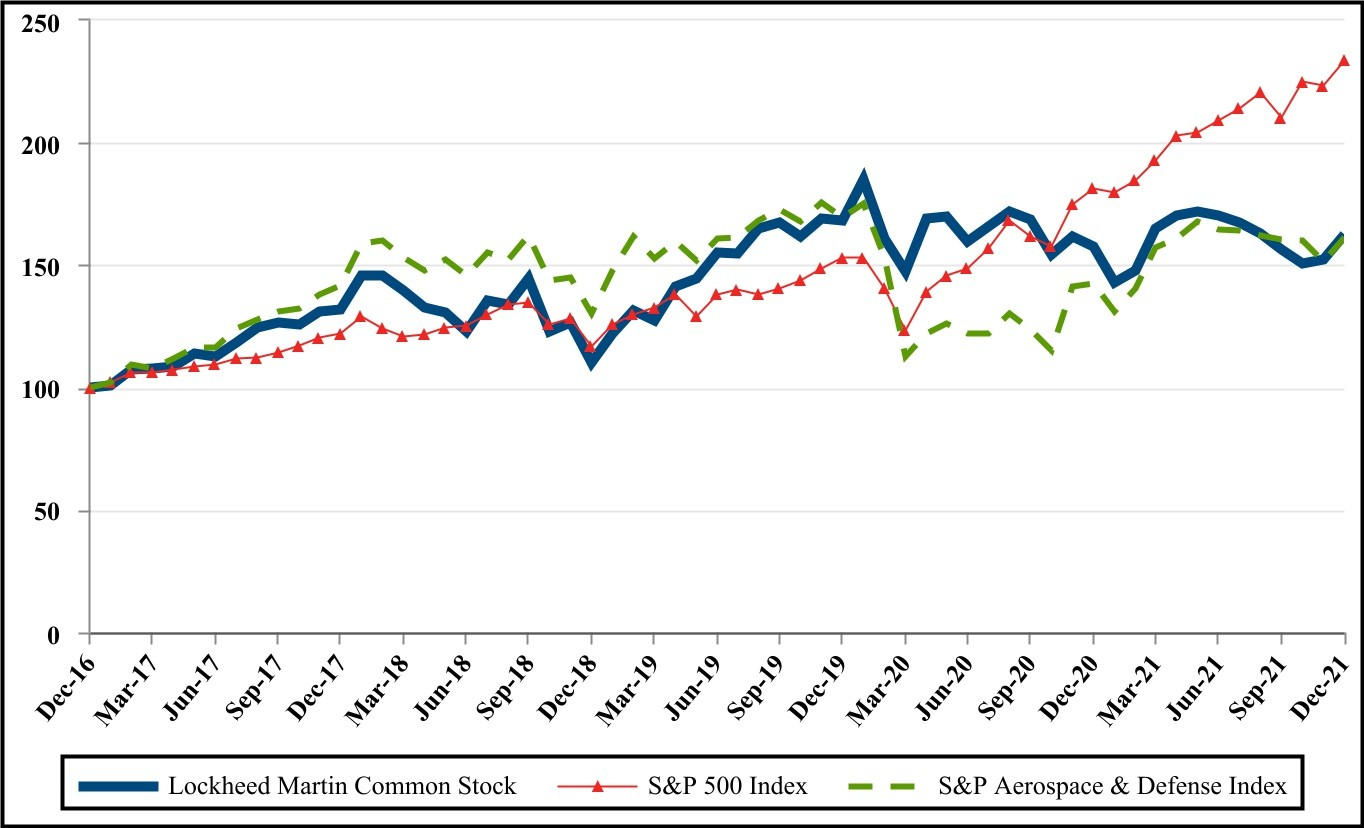 250
200
150
100
50
0
Dec-16
Mar-17
Jun-17
Sep-17
Dec-17
Mar-18
Jun-18
Sep-18
Dec-18
Mar-19
Jun-19
Sep-19
Dec-19
Mar-20
Jun-20
Sep-20
Dec-20
Mar-21
Jun-21
Sep-21
Dec-21
Lockheed Martin Common Stock S&P 500 Index S&P Aerospace & Defense Index